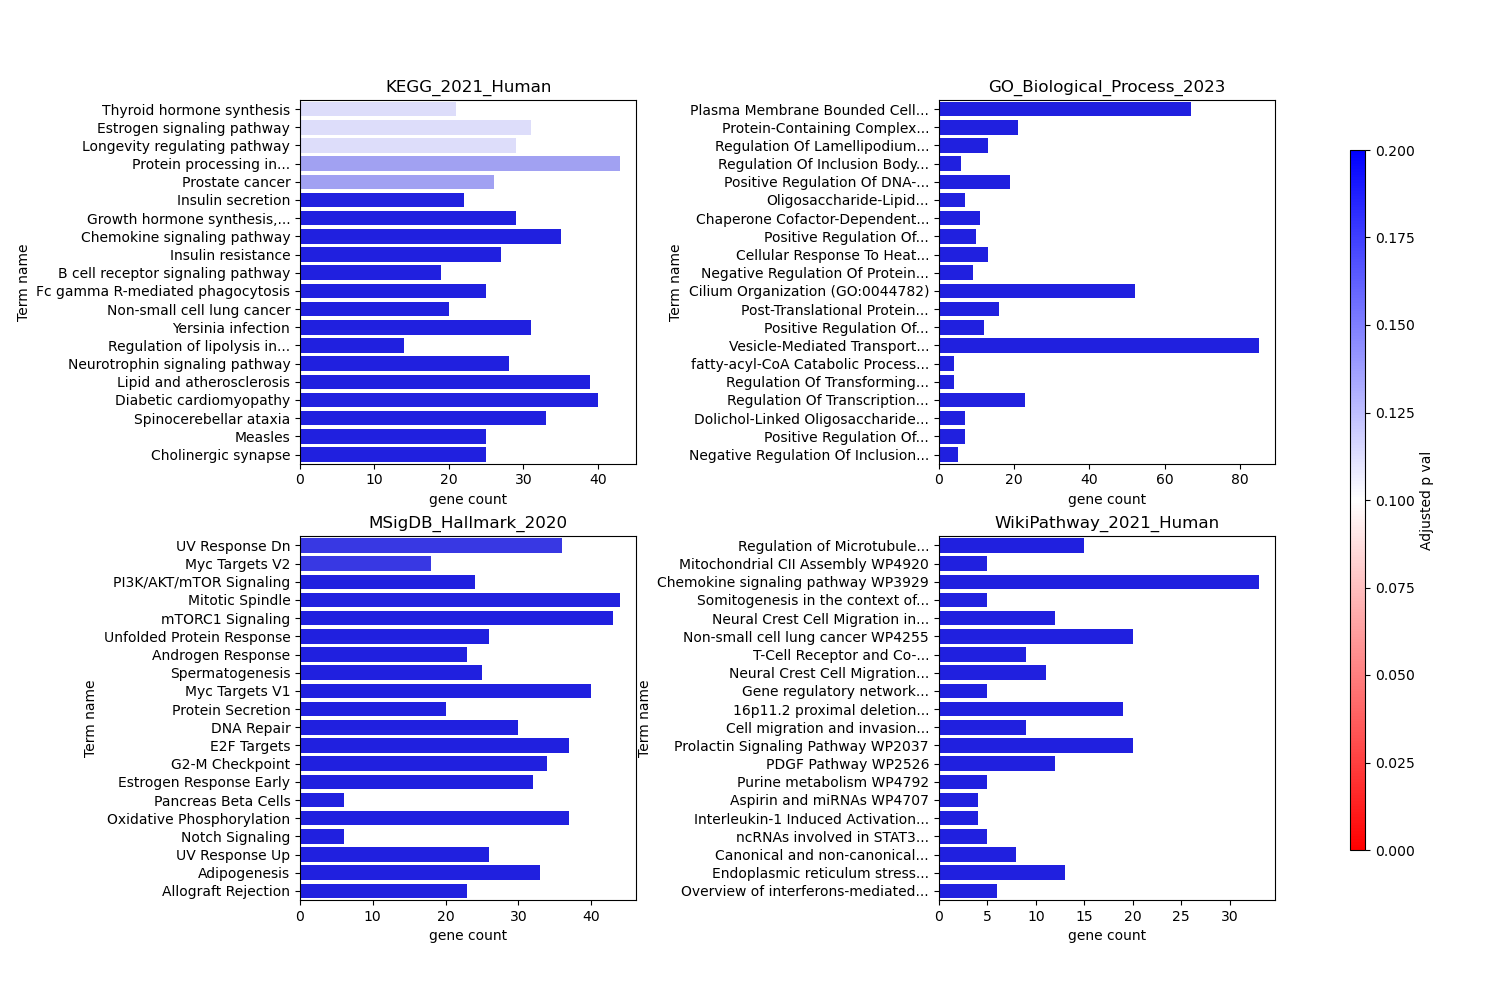 KEGG_2021_Human
Term name
Thyroid hormone synthesis
Estrogen signaling pathway
Longevity regulating pathway
Protein processing in...
Prostate cancer
Insulin secretion
Growth hormone synthesis,...
Chemokine signaling pathway
Insulin resistance
B cell receptor signaling pathway
Fc gamma R-mediated phagocytosis
Non-small cell lung cancer
Yersinia infection
Regulation of lipolysis in...
Neurotrophin signaling pathway
Lipid and atherosclerosis
Diabetic cardiomyopathy
Spinocerebellar ataxia
Measles
Cholinergic synapse
0 10 20 30 40
gene count
GO_Biological_Process_2023
Term name
Plasma Membrane Bounded Cell...
Protein-Containing Complex...
Regulation Of Lamellipodium...
Regulation Of Inclusion Body...
Positive Regulation Of DNA-...
Oligosaccharide-Lipid...
Chaperone Cofactor-Dependent...
Positive Regulation Of...
Cellular Response To Heat...
Negative Regulation Of Protein...
Cilium Organization (GO:0044782)
Post-Translational Protein...
Positive Regulation Of...
Vesicle-Mediated Transport...
fatty-acyl-CoA Catabolic Process...
Regulation Of Transforming...
Regulation Of Transcription...
Dolichol-Linked Oligosaccharide...
Positive Regulation Of...
Negative Regulation Of Inclusion...
0 20 40 60 80
gene count
MSigDB_Hallmark_2020
Term name
UV Response Dn
Myc Targets V2
PI3K/AKT/mTOR Signaling
Mitotic Spindle
mTORC1 Signaling
Unfolded Protein Response
Androgen Response
Spermatogenesis
Myc Targets V1
Protein Secretion
DNA Repair
E2F Targets
G2-M Checkpoint
Estrogen Response Early
Pancreas Beta Cells
Oxidative Phosphorylation
Notch Signaling
UV Response Up
Adipogenesis
Allograft Rejection
0 10 20 30 40
gene count
WikiPathway_2021_Human
Term name
Regulation of Microtubule...
Mitochondrial CII Assembly WP4920
Chemokine signaling pathway WP3929
Somitogenesis in the context of...
Neural Crest Cell Migration in...
Non-small cell lung cancer WP4255
T-Cell Receptor and Co-...
Neural Crest Cell Migration...
Gene regulatory network...
16p11.2 proximal deletion...
Cell migration and invasion...
Prolactin Signaling Pathway WP2037
PDGF Pathway WP2526
Purine metabolism WP4792
Aspirin and miRNAs WP4707
Interleukin-1 Induced Activation...
ncRNAs involved in STAT3...
Canonical and non-canonical...
Endoplasmic reticulum stress...
Overview of interferons-mediated...
0 5 10 15 20 25 30
gene count
0.200
0.175
0.150
0.125
0.100
0.075
0.050
0.025
0.000
Adjusted p val